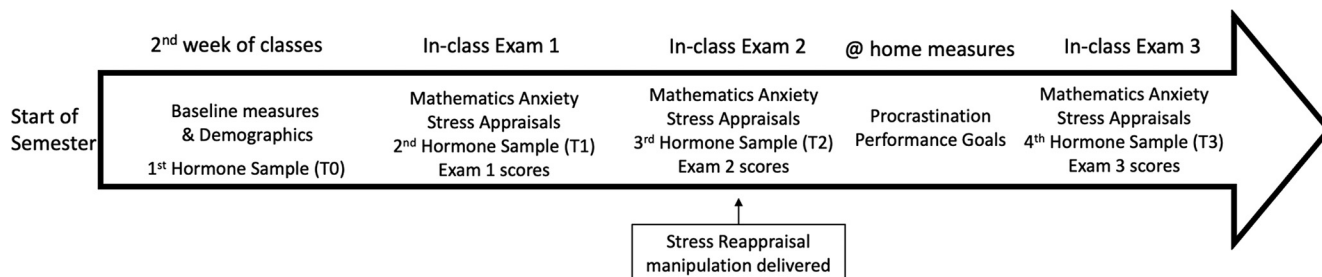 2nd week of classes
In-class Exam 1
In-class Exam 2
@ home measures
In-class Exam 3
Start of
Semester
Baseline measures
& Demographics
1st Hormone Sample (T0)
Mathematics Anxiety
Stress Appraisals
2nd Hormone Sample (T1)
Exam 1 scores
Mathematics Anxiety
Stress Appraisals
3rd Hormone Sample (T2)
Exam 2 scores
Procrastination
Performance Goals
Mathematics Anxiety
Stress Appraisals
4th Hormone Sample (T3)
Exam 3 scores
Stress Reappraisal
manipulation delivered